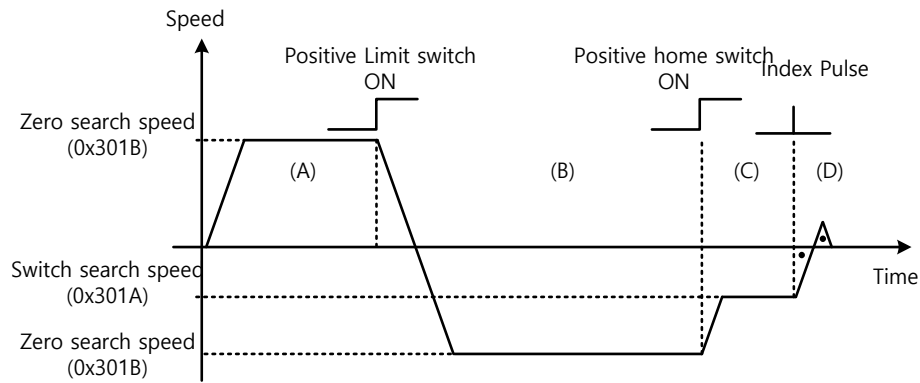 Speed
Positive Limit switch
ON
Positive home switch
ON
Index Pulse
Zero search speed
(0x301B)
(A)
(B)
(C)
(D)
Switch search speed
(0x301A)
Time
Zero search speed
(0x301B)